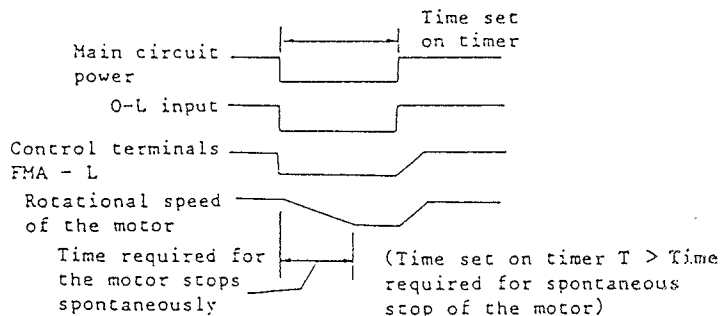 Time set
on timer
Main circuit
power
O-L input
Control terminals
FMA - L
Rotational speed
of the motor
Time required for
the motor stops
spontaneously
(Time set on timer T > Time
required for spontaneous
stop of the motor)